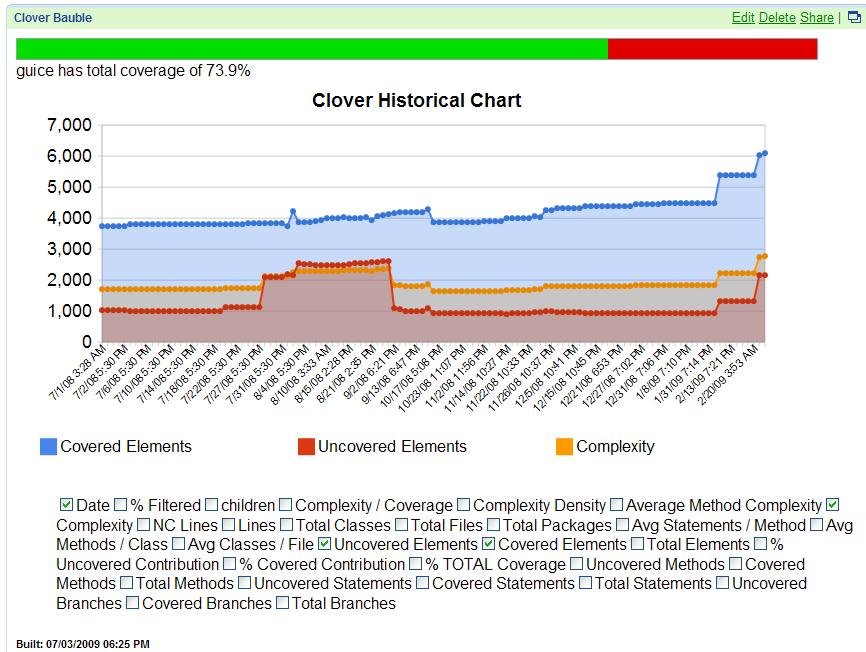 Clover Bauble
Edit Delete Share |
guice has total coverage of 73.9%
Clover Historical Chart
7,000
6,000
5,000
4,000
3,000
2,000
1,000
0
7/1/08 3:28 AM
7/2/08 5:30 PM
7/6/08 5:30 PM
7/10/08 5:30 PM
7/14/08 5:30 PM
7/18/08 5:30 PM
7/22/08 5:30 PM
7/27/08 5:30 PM
7/31/08 5:30 PM
8/4/08 5:30 PM
8/10/08 3:33 AM
8/15/08 2:28 PM
8/21/08 2:35 PM
9/2/08 6:21 PM
9/13/08 6:47 PM
10/17/08 5:08 PM
10/23/08 1:07 PM
11/2/08 11:56 PM
11/14/08 10:27 PM
11/22/08 10:33 PM
11/26/08 10:37 PM
12/5/08 10:41 PM
12/15/08 10:45 PM
12/21/08 6:53 PM
12/27/08 7:02 PM
12/31/08 7:06 PM
1/8/09 7:10 PM
1/31/09 7:14 PM
2/13/09 7:21 PM
2/20/09 3:53 AM
Covered Elements
Uncovered Elements
Complexity
Date % Filtered children Complexity / Coverage Complexity Density Average Method Complexity
Complexity NC Lines Lines Total Classes Total Files Total Packages Avg Statements / Method Avg
Methods / Class Avg Classes / File Uncovered Elements Covered Elements Total Elements %
Uncovered Contribution % Covered Contribution % TOTAL Coverage Uncovered Methods Covered
Methods Total Methods Uncovered Statements Covered Statements Total Statements Uncovered
Branches Covered Branches Total Branches
Built: 07/03/2009 06:25 PM